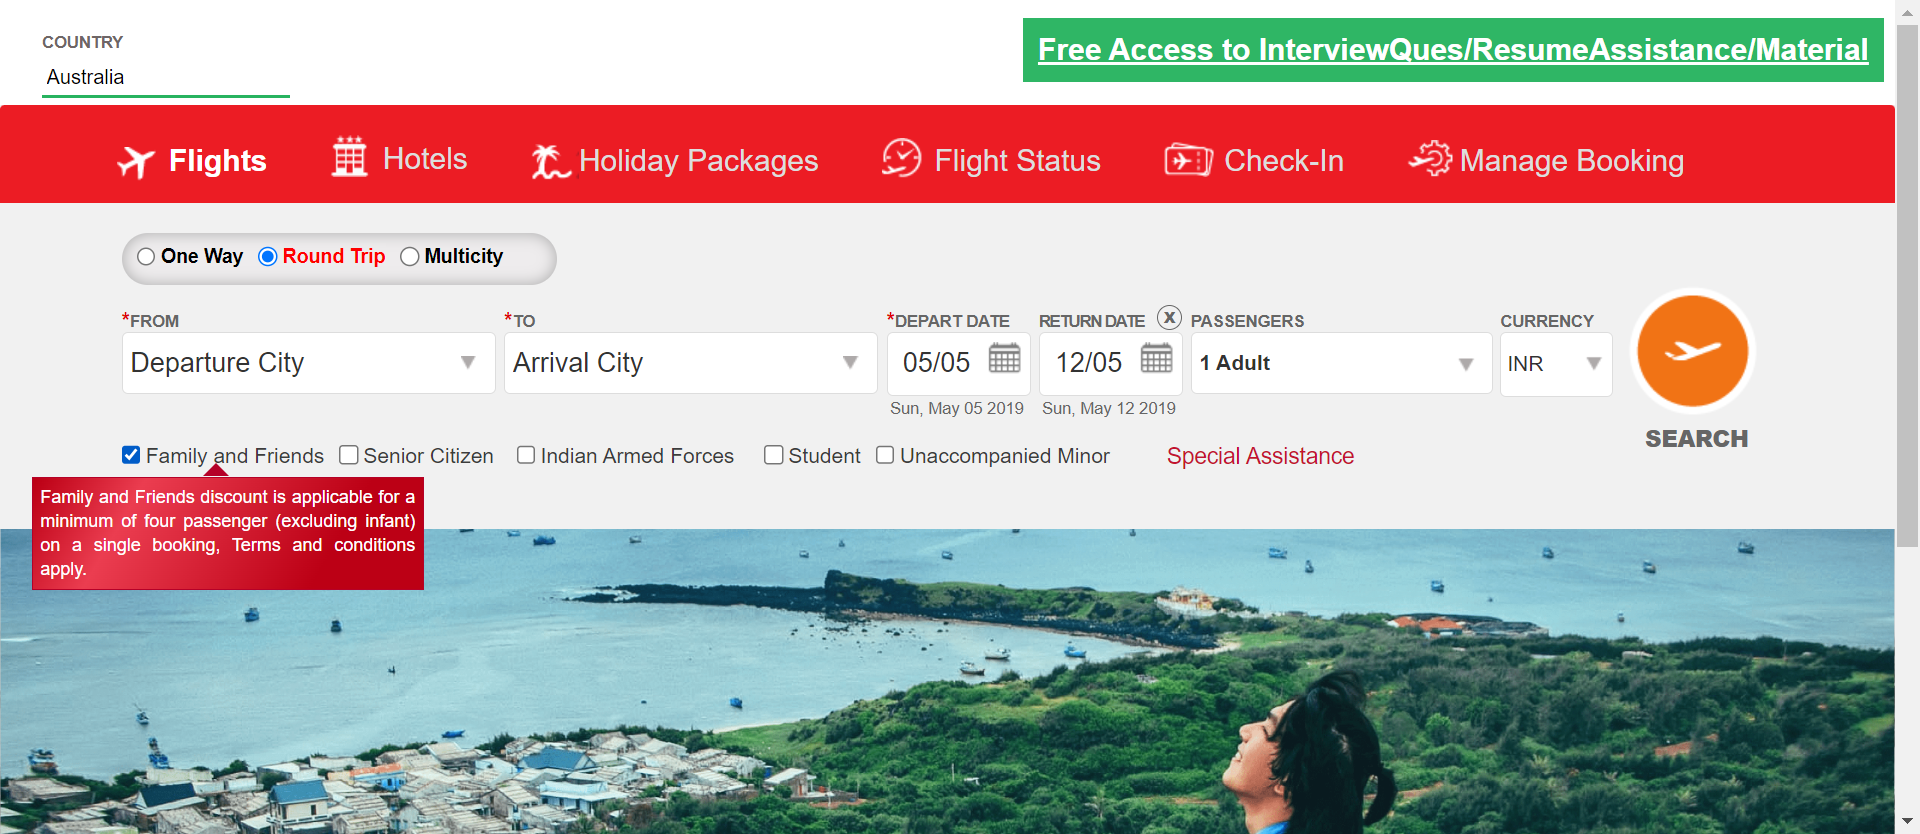 COUNTRY
Australia
Free Access to InterviewQues/ResumeAssistance/Material
Flights
Hotels
Holiday Packages
Flight Status
Check-In
Manage Booking
One Way
Round Trip
Multicity
*FROM
Departure City
*TO
Arrival City
*DEPART DATE
05/05
Sun, May 05 2019
RETURN DATE
X
12/05
Sun, May 12 2019
PASSENGERS
1 Adult
CURRENCY
INR
SEARCH
Family and Friends
Senior Citizen
Indian Armed Forces
Student
Unaccompanied Minor
Special Assistance
Family and Friends discount is applicable for a
minimum of four passenger (excluding infant)
on a single booking, Terms and conditions
apply.